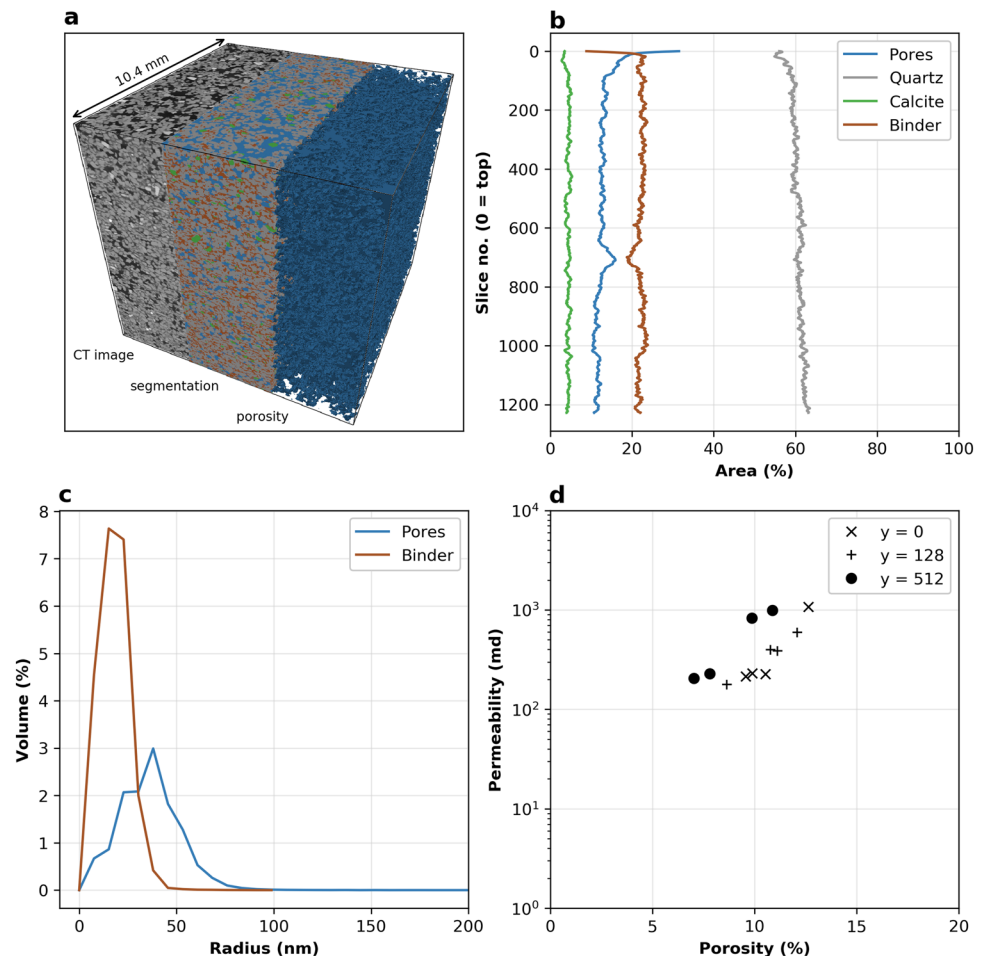 a
10.4 mm
CT image
segmentation
porosity
b
0
200
400
600
800
1000
1200
Slice no. (0 = top)
Pores
Quartz
Calcite
Binder
0
20
40
60
80
100
Area (%)
c
8
7
6
5
4
3
2
1
0
Volume (%)
Pores
Binder
0
50
100
150
200
Radius (nm)
d
10⁴
10³
10²
10¹
10⁰
Permeability (md)
y = 0
y = 128
y = 512
0
5
10
15
20
Porosity (%)